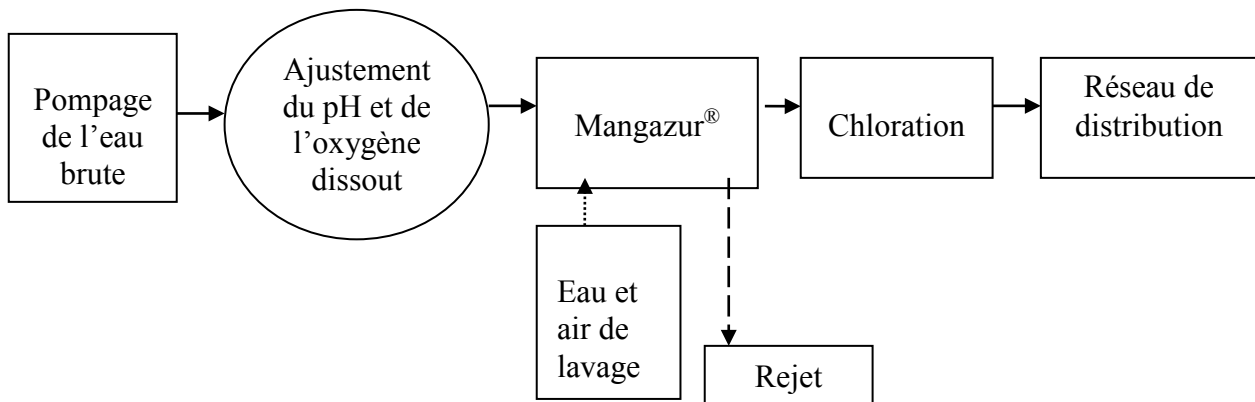 Pompage
de l’eau
brute
Ajustement
du pH et de
l’oxygène
dissout
Mangazur®
Chloration
Réseau de
distribution
Eau et
air de
lavage
Rejet